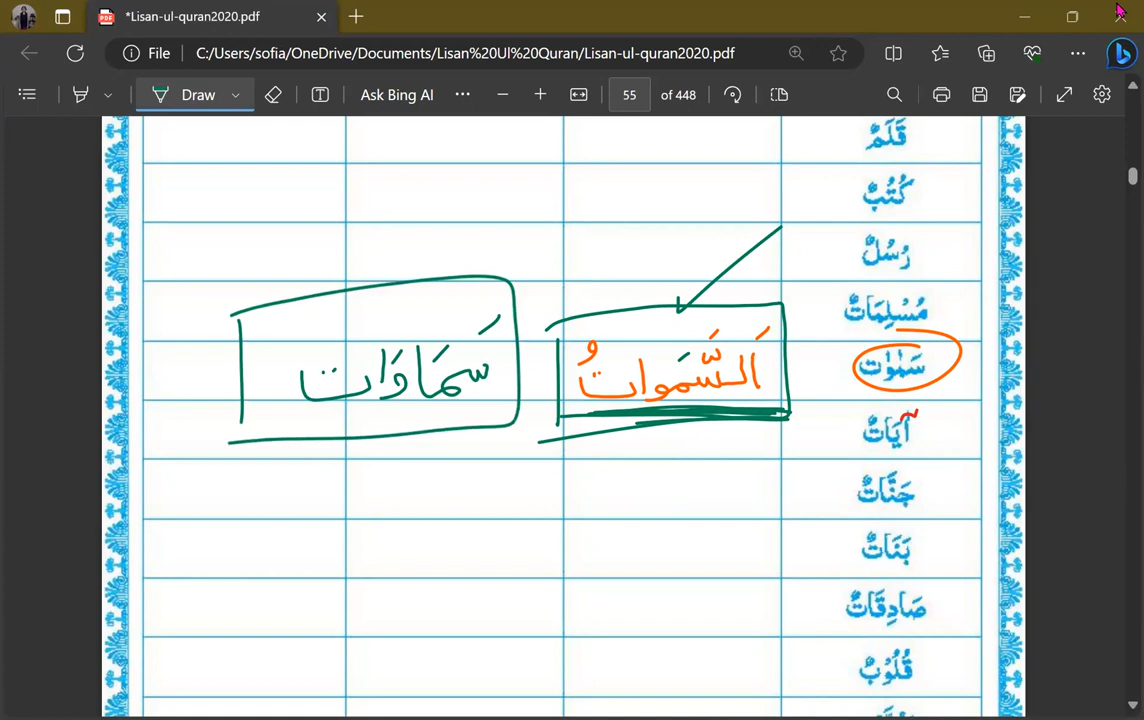 *Lisan-ul-quran2020.pdf
File C:/Users/sofia/OneDrive/Documents/Lisan%20Ul%20Quran/Lisan-ul-quran2020.pdf
Draw Ask Bing AI 55 of 448
قَلَمٌ
كُتُبٌ
رُسُلٌ
مُسْلِمَاتٌ
سَمٰوٰتٌ اَلسَّمَواتُ سَمَاوَات
آيَاتٌ
جَنَّاتٌ
بَنَاتٌ
صَادِقَاتٌ
قُلُوْبٌ